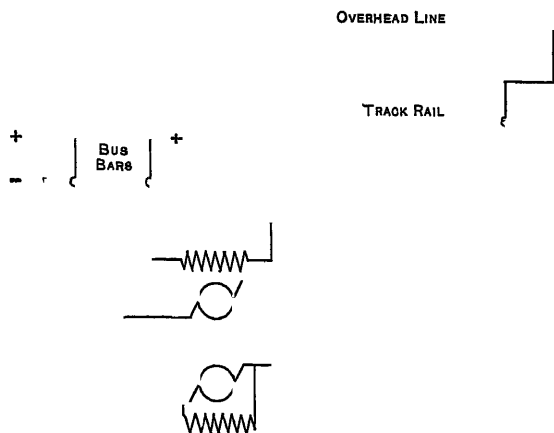 OVERHEAD LINE
TRACK RAIL
+
BUS
BARS
+
-